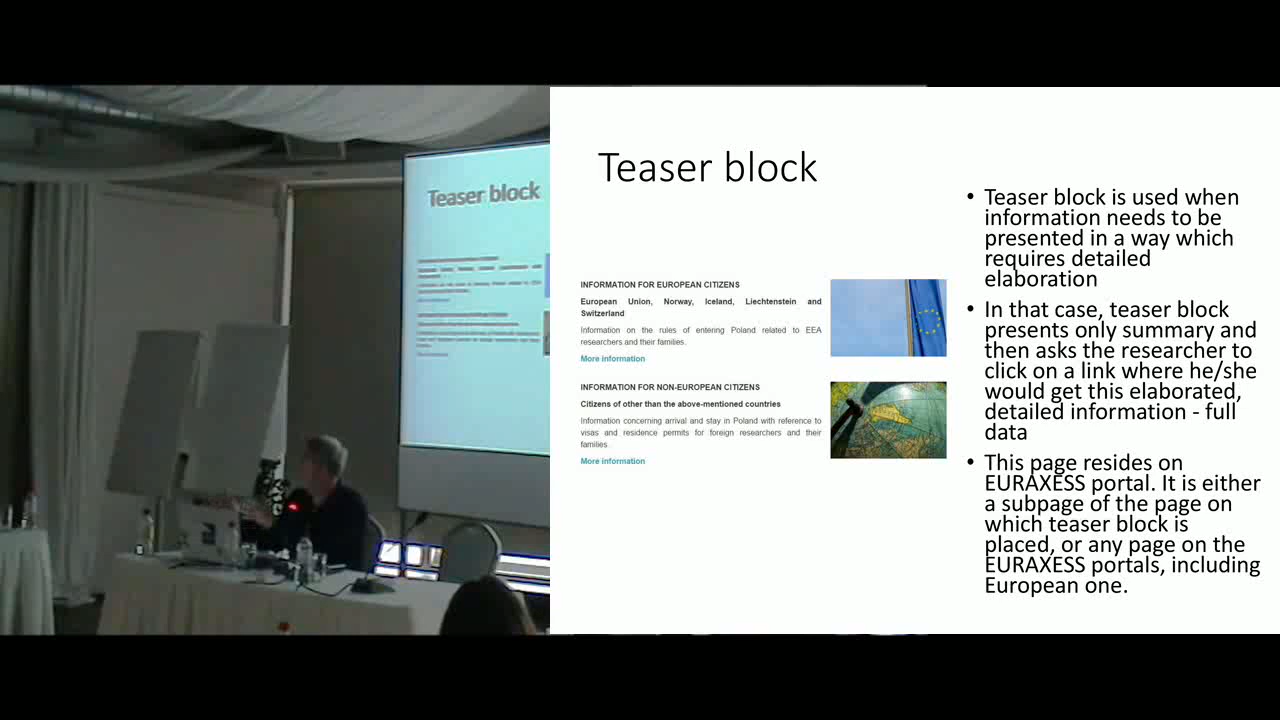 Teaser block
Teaser block
INFORMATION FOR EUROPEAN CITIZENS
European Union, Norway, Iceland, Liechtenstein and
Switzerland
Information on the rules of entering Poland related to EEA
researchers and their families.
More information
INFORMATION FOR NON-EUROPEAN CITIZENS
Citizens of other than the above-mentioned countries
Information concerning arrival and stay in Poland with reference to
visas and residence permits for foreign researchers and their
families.
More information
• Teaser block is used when
information needs to be
presented in a way which
requires detailed
elaboration
• In that case, teaser block
presents only summary and
then asks the researcher to
click on a link where he/she
would get this elaborated,
detailed information - full
data
• This page resides on
EURAXESS portal. It is either
a subpage of the page on
which teaser block is
placed, or any page on the
EURAXESS portals, including
European one.